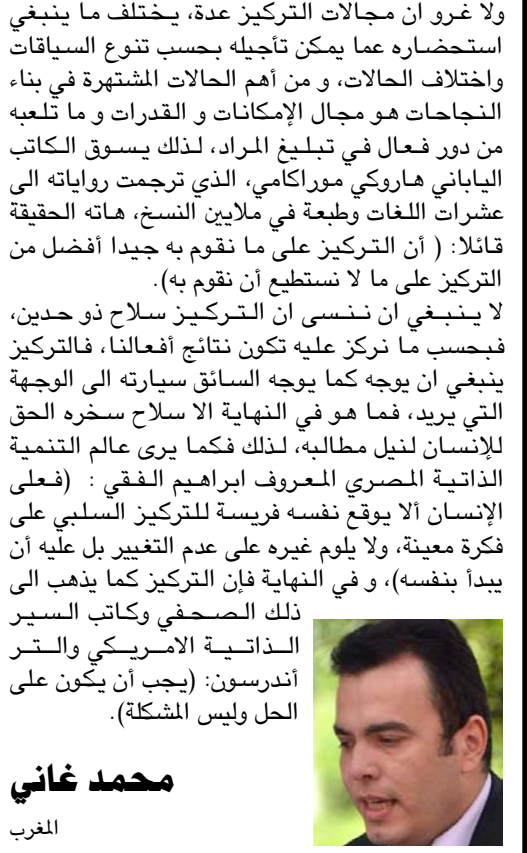 ولا غرو ان مجالات التركيز عدة، يختلف ما ينبغي
استحضاره عما يمكن تأجيله بحسب تنوع السياقات
واختلاف الحالات، و من أهم الحالات المشتهرة في بناء
النجاحات هو مجال الإمكانات و القدرات و ما تلعبه
من دور فعال في تبليغ المراد، لذلك يسوق الكاتب
الياباني هاروكي موراكامي، الذي ترجمت رواياته الى
عشرات اللغات وطبعة في ملايين النسخ، هاته الحقيقة
قائلا: ( أن التركيز على ما نقوم به جيدا أفضل من
التركيز على ما لا نستطيع أن نقوم به).
لا ينبغي ان ننسى ان التركيز سلاح ذو حدين،
فبحسب ما نركز عليه تكون نتائج أفعالنا، فالتركيز
ينبغي ان يوجه كما يوجه السائق سيارته الى الوجهة
التي يريد، فما هو في النهاية الا سلاح سخره الحق
للإنسان لنيل مطالبه، لذلك فكما يرى عالم التنمية
الذاتية المصري المعروف ابراهيم الفقي : (فعلى
الإنسان ألا يوقع نفسه فريسة للتركيز السلبي على
فكرة معينة، ولا يلوم غيره على عدم التغيير بل عليه أن
يبدأ بنفسه)، و في النهاية فإن التركيز كما يذهب الى
ذلك الصحفي وكاتب السير
الذاتية الامريكي والتر
أندرسون: (يجب أن يكون على
الحل وليس المشكلة).
محمد غاني
المغرب